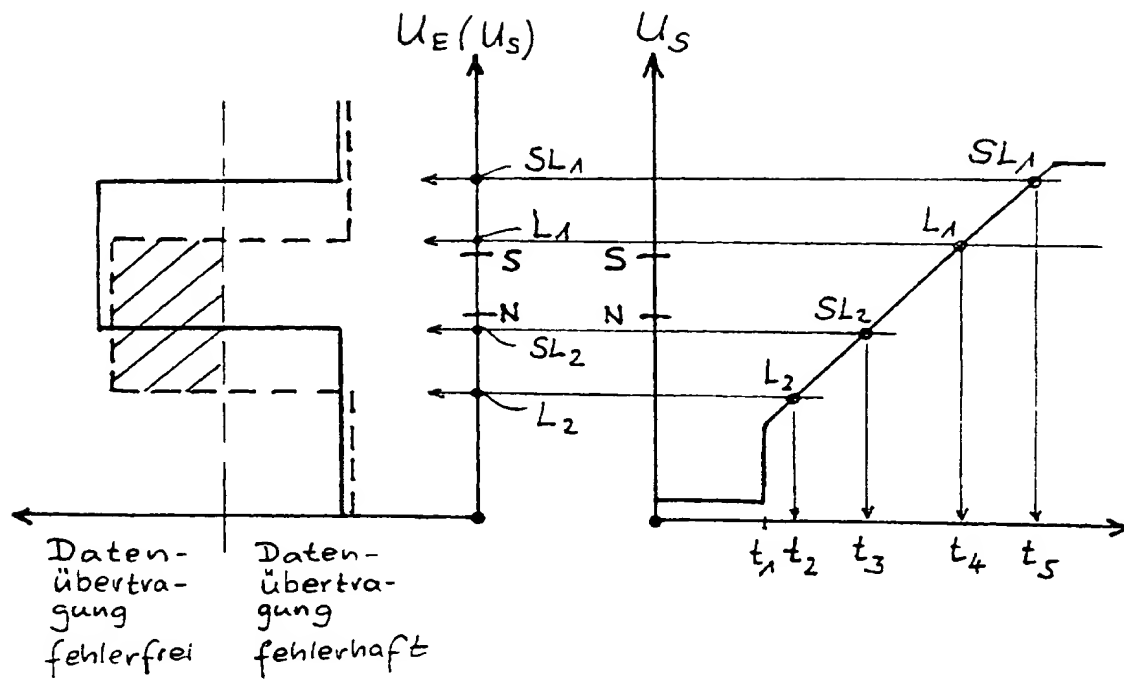 U_E (U_S)
U_S
SL_1
SL_1
L_1
L_1
S
S
N
N
SL_2
SL_2
L_2
L_2
t_1 t_2 t_3 t_4 t_5
Daten-
übertra-
gung
fehlerfrei
Daten-
übertra-
gung
fehlerhaft